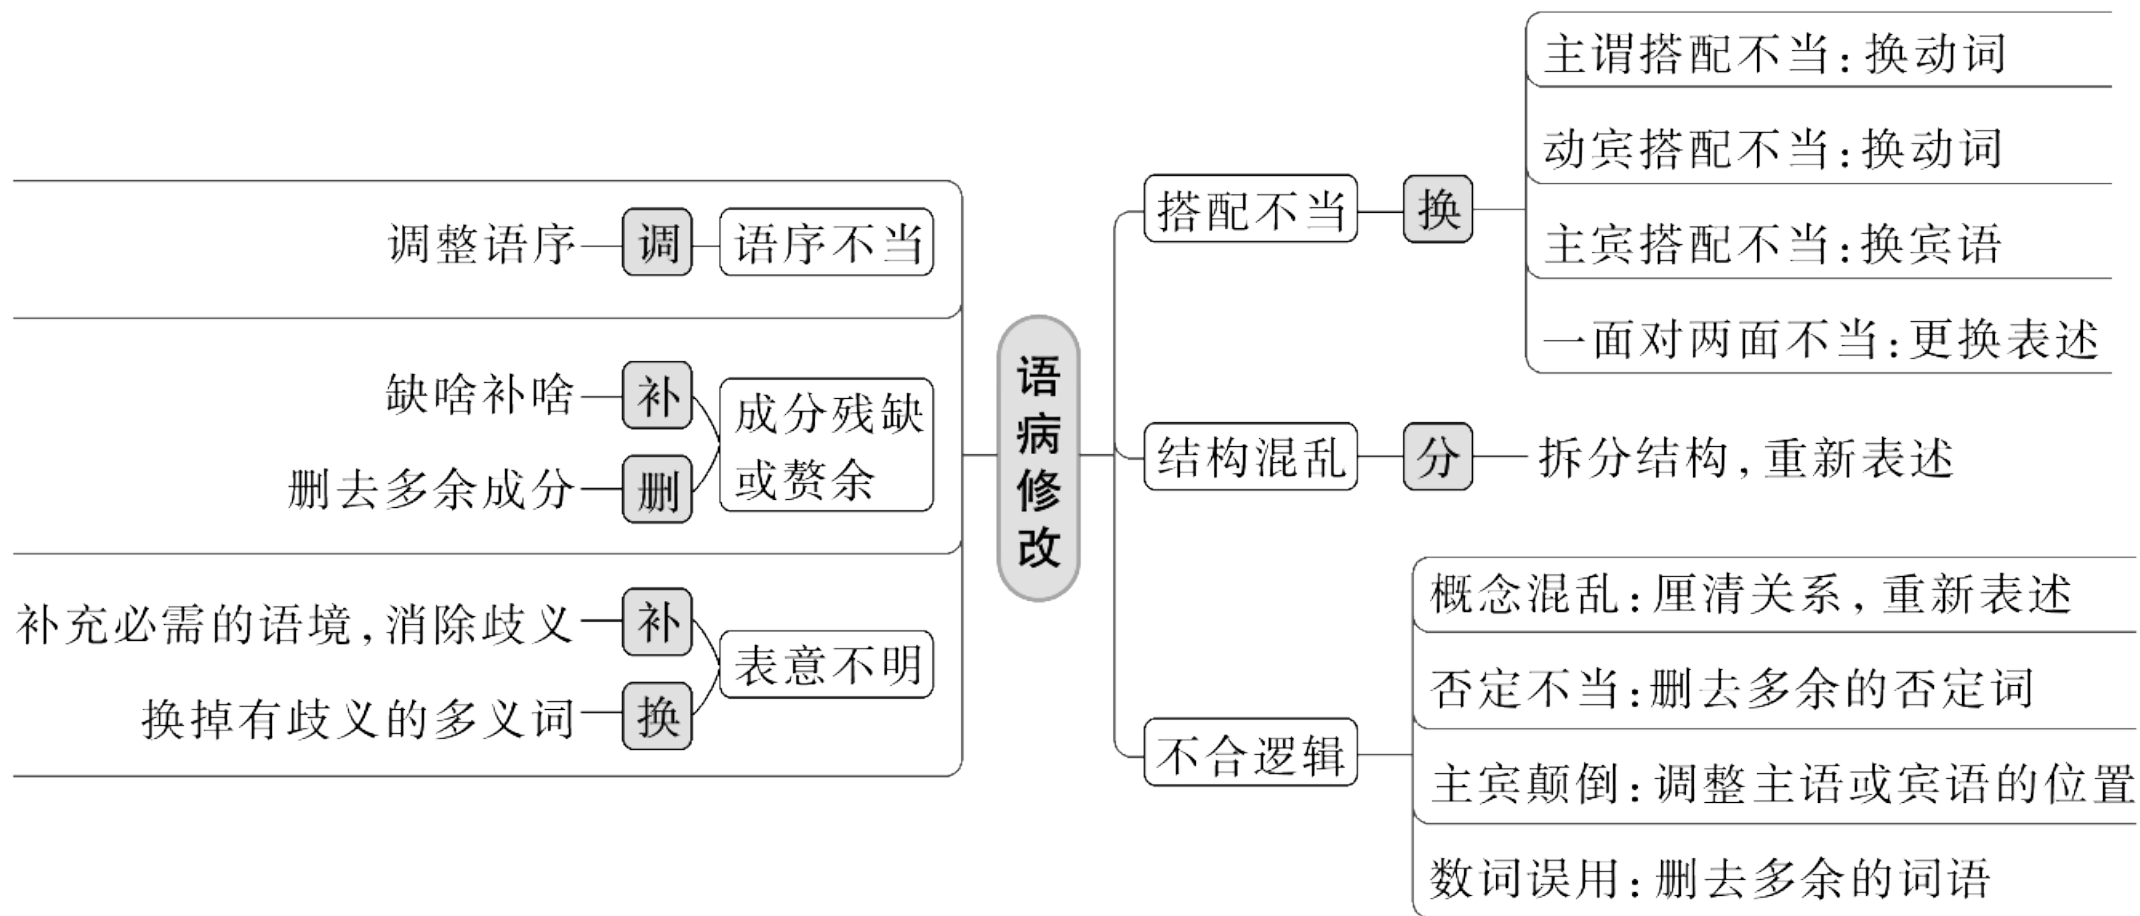 语病修改
语序不当
调
调整语序
成分残缺
或赘余
补
缺啥补啥
删
删去多余成分
表意不明
补
补充必需的语境,消除歧义
换
换掉有歧义的多义词
搭配不当
换
主谓搭配不当:换动词
动宾搭配不当:换动词
主宾搭配不当:换宾语
一面对两面不当:更换表述
结构混乱
分
拆分结构,重新表述
不合逻辑
概念混乱:厘清关系,重新表述
否定不当:删去多余的否定词
主宾颠倒:调整主语或宾语的位置
数词误用:删去多余的词语